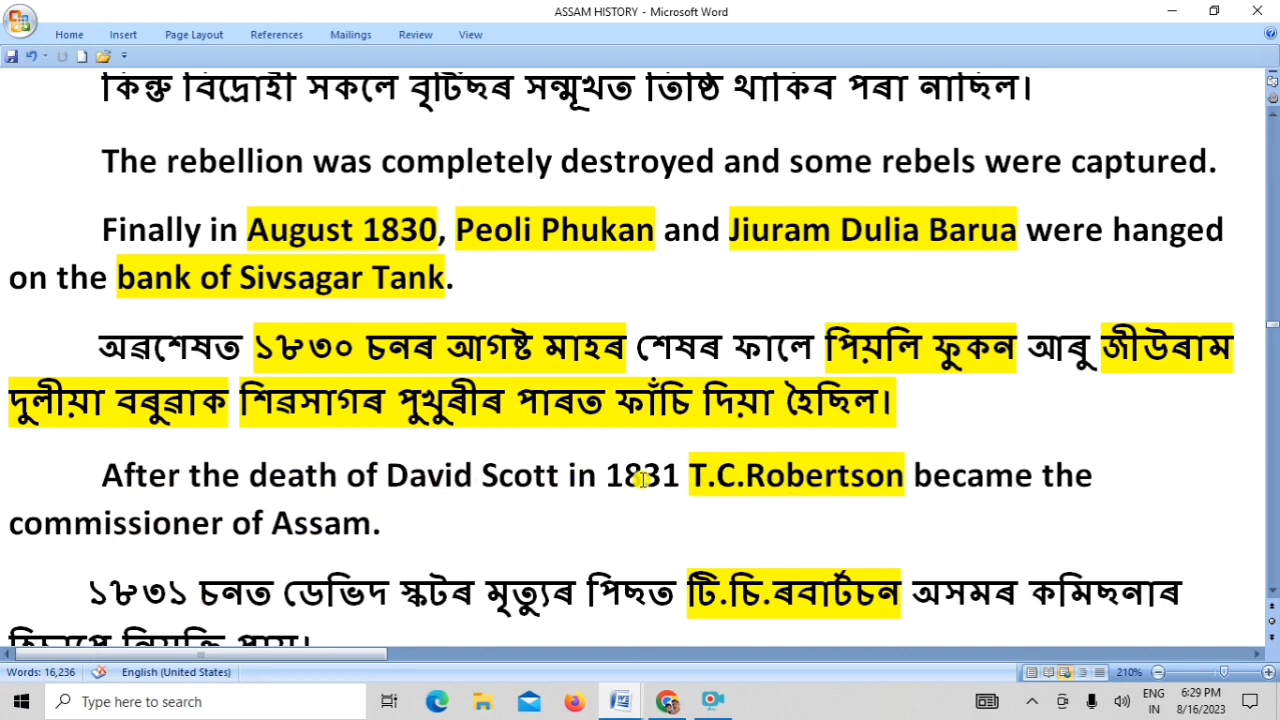 ASSAM HISTORY - Microsoft Word
Home Insert Page Layout References Mailings Review View
কিন্তু বিদ্ৰোহী সকলে বৃটিছৰ সন্মূখত তিষ্ঠি থাকিব পৰা নাছিল।
The rebellion was completely destroyed and some rebels were captured.
Finally in August 1830, Peoli Phukan and Jiuram Dulia Barua were hanged
on the bank of Sivsagar Tank.
অৱশেষত ১৮৩০ চনৰ আগষ্ট মাহৰ শেষৰ ফালে পিয়লি ফুকন আৰু জীউৰাম
দুলীয়া বৰুৱাক শিৱসাগৰ পুখুৰীৰ পাৰত ফাঁচি দিয়া হৈছিল।
After the death of David Scott in 1831 T.C.Robertson became the
commissioner of Assam.
১৮৩১ চনত ডেভিদ স্কটৰ মৃত্যুৰ পিছত টি.চি.ৰবাৰ্টচন অসমৰ কমিছনাৰ
হিচাপে নিযুক্তি পায়।
Words: 16,236 English (United States) 210%
Type here to search
ENG 6:29 PM
IN 8/16/2023